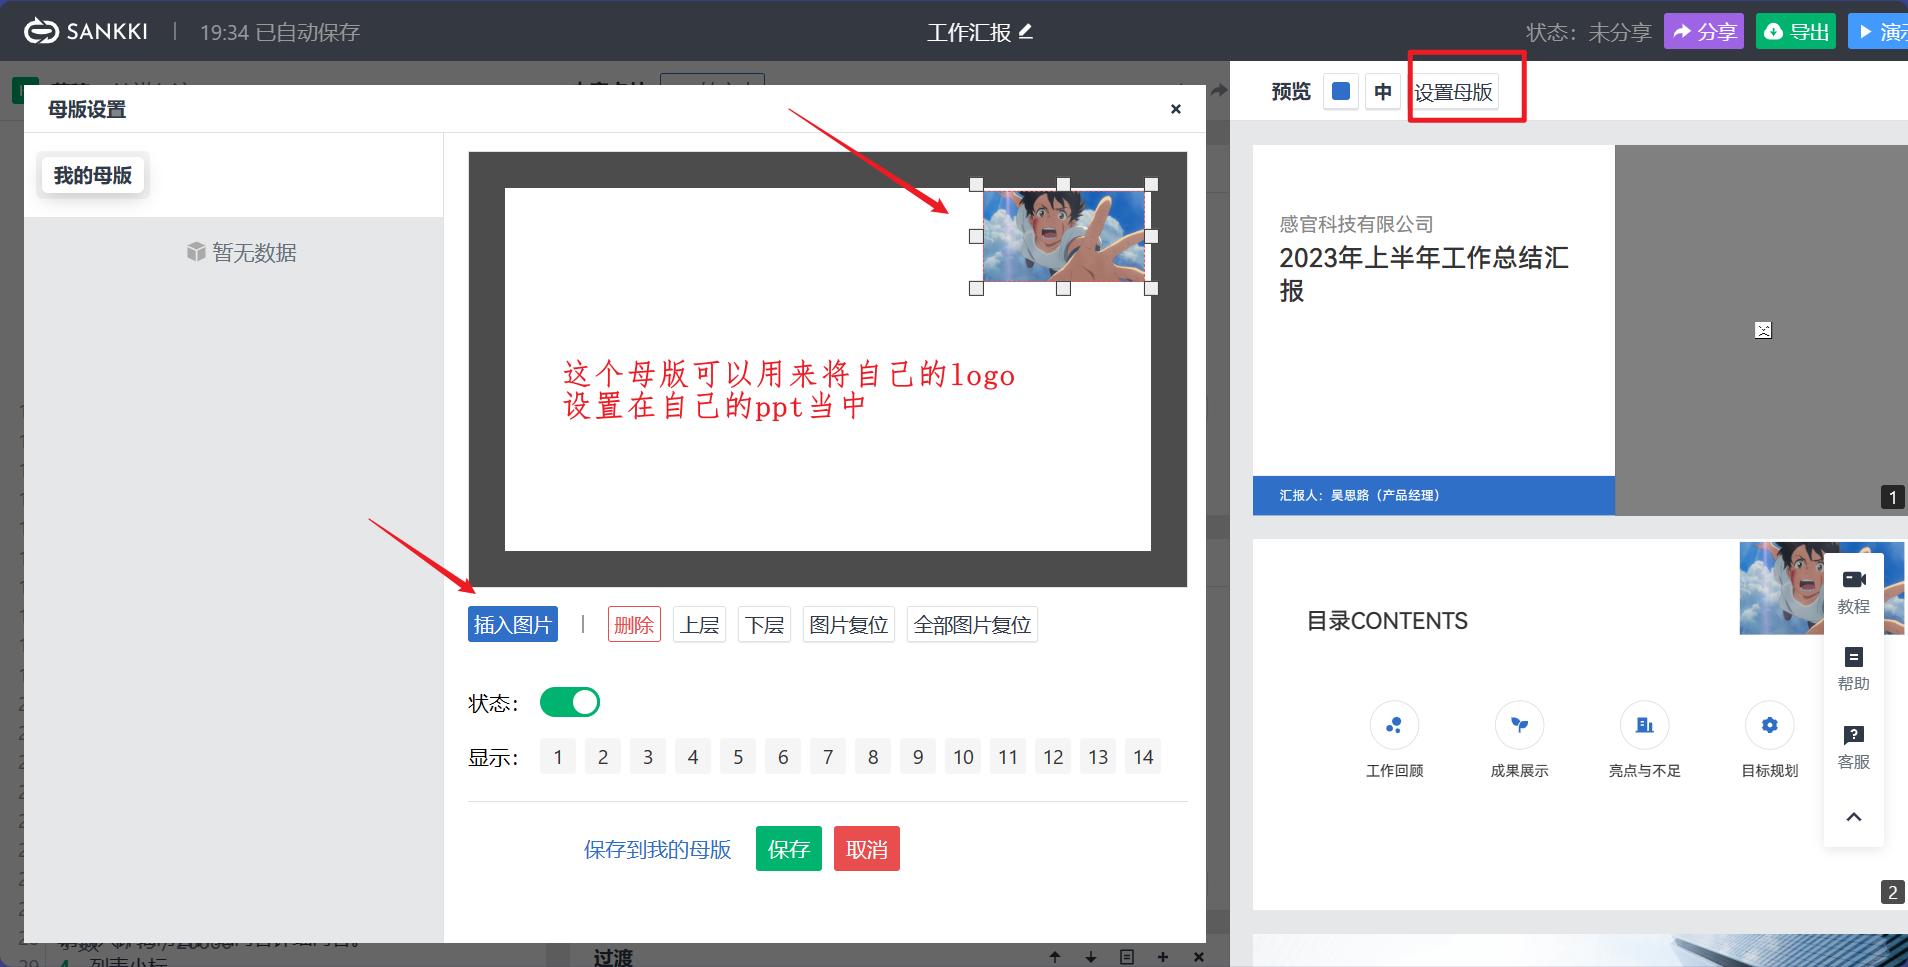 SANKKI
19:34 已自动保存
工作汇报
状态：未分享
分享
导出
演示
预览
中
设置母版
母版设置
×
我的母版
暂无数据
这个母版可以用来将自己的logo
设置在自己的ppt当中
插入图片
删除
上层
下层
图片复位
全部图片复位
状态：
显示：
1 2 3 4 5 6 7 8 9 10 11 12 13 14
保存到我的母版
保存
取消
感官科技有限公司
2023年上半年工作总结汇
报
汇报人：吴思路（产品经理）
1
目录CONTENTS
工作回顾
成果展示
亮点与不足
目标规划
教程
帮助
客服
2
29
4
列表小标
过渡